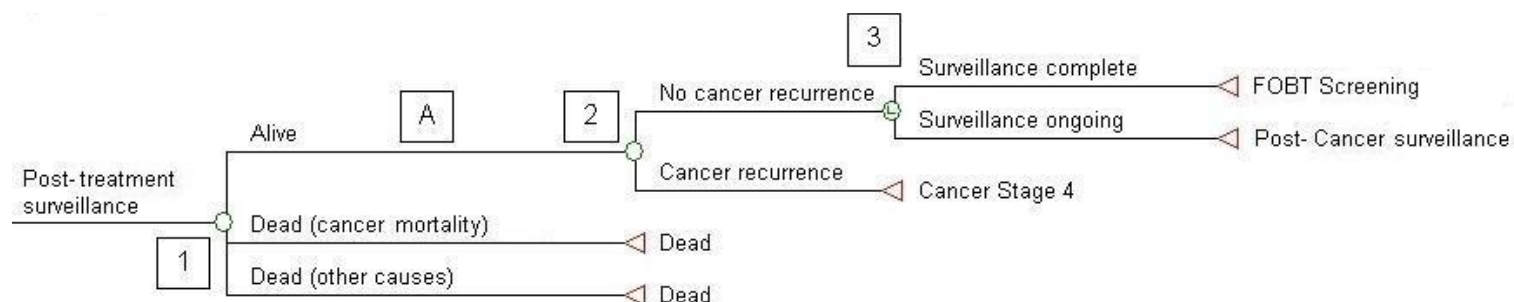 3
Surveillance complete
FOBT Screening
No cancer recurrence
A
2
Surveillance ongoing
Post- Cancer surveillance
Alive
Cancer recurrence
Cancer Stage 4
Post- treatment
surveillance
Dead (cancer mortality)
Dead
1
Dead (other causes)
Dead